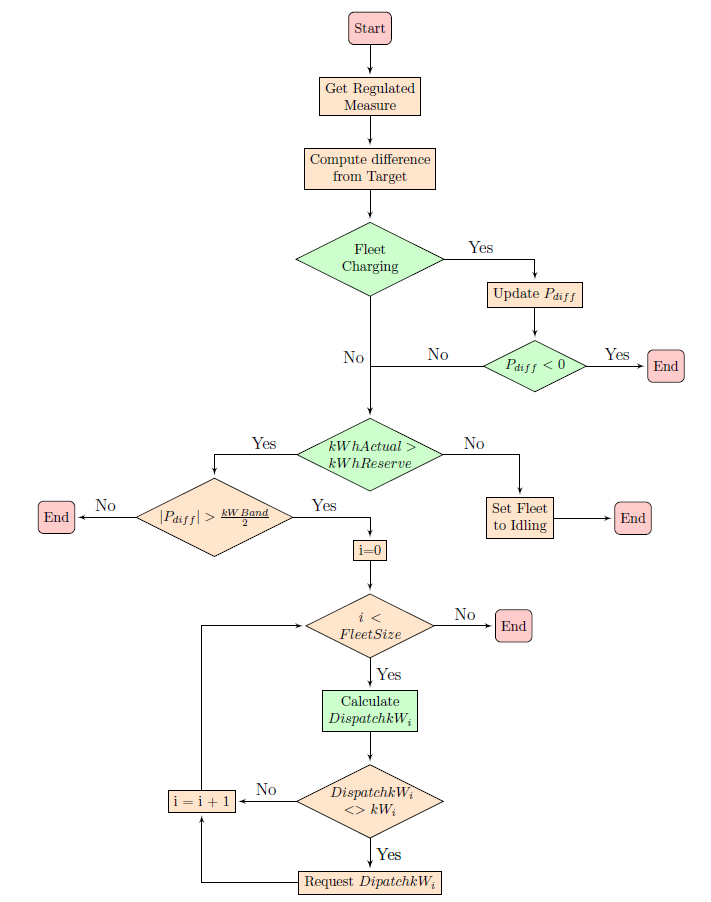 Start
Get Regulated
Measure
Compute difference
from Target
Fleet
Charging
Yes
Update $P_{diff}$
No
No
$P_{diff} < 0$
Yes
End
Yes
$kWhActual >$
$kWhReserve$
No
End
No
$|P_{diff}| > \frac{kWBand}{2}$
Yes
Set Fleet
to Idling
End
i=0
$i <$
$FleetSize$
No
End
Yes
Calculate
$DispatchkW_i$
i = i + 1
No
$DispatchkW_i$
$<> kW_i$
Yes
Request $DipatchkW_i$